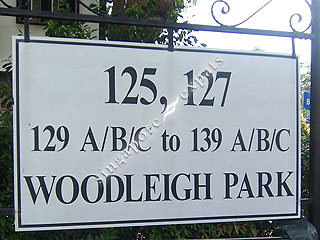 125, 127
129 A/B/C to 139 A/B/C
WOODLEIGH PARK